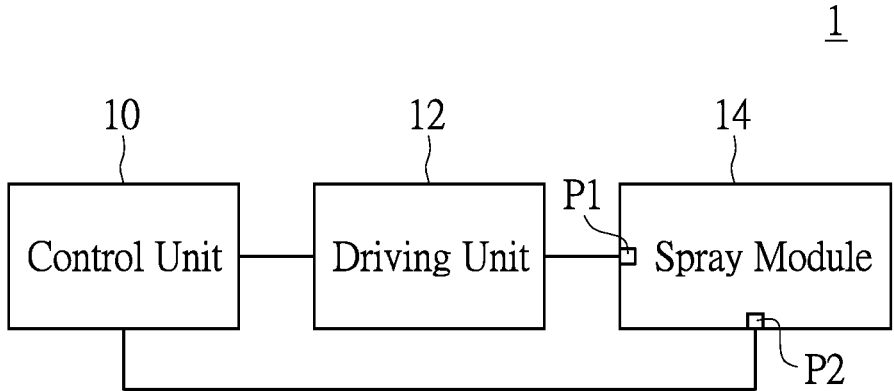 1
10
12
14
P1
Control Unit
Driving Unit
Spray Module
P2